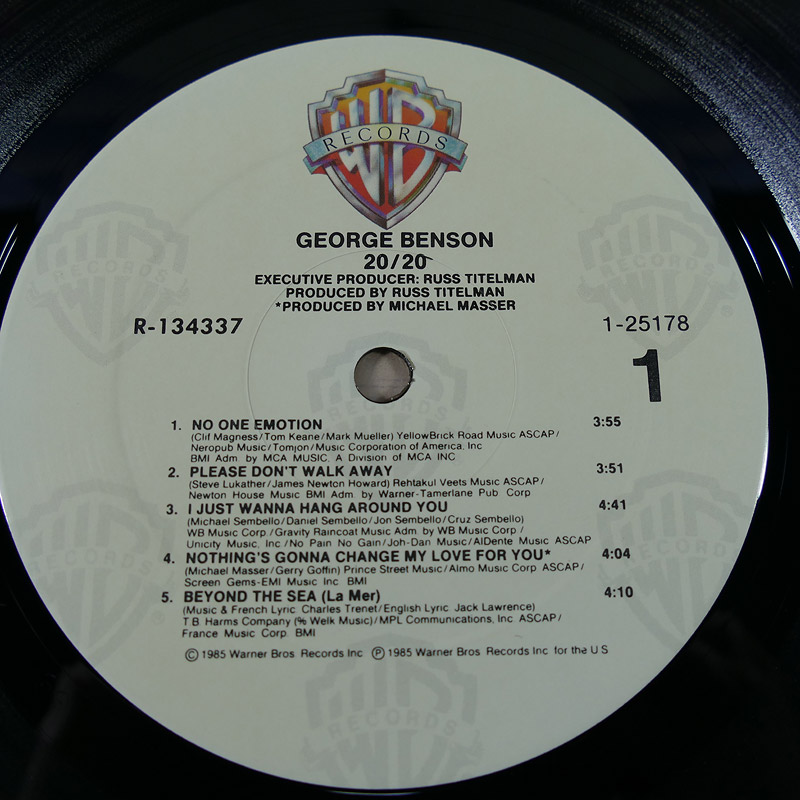 WB
RECORDS
GEORGE BENSON
20/20
EXECUTIVE PRODUCER: RUSS TITELMAN
PRODUCED BY RUSS TITELMAN
*PRODUCED BY MICHAEL MASSER
R-134337
1-25178
1
1. NO ONE EMOTION 3:55
(Clif Magness/Tom Keane/Mark Mueller) YellowBrick Road Music ASCAP/
Neropub Music/Tomjon/Music Corporation of America, Inc
BMI Adm by MCA MUSIC, A Division of MCA INC
2. PLEASE DON'T WALK AWAY 3:51
(Steve Lukather/James Newton Howard) Rehtakul Veets Music ASCAP/
Newton House Music BMI Adm by Warner-Tamerlane Pub Corp
3. I JUST WANNA HANG AROUND YOU 4:41
(Michael Sembello/Daniel Sembello/Jon Sembello/Cruz Sembello)
WB Music Corp/Gravity Raincoat Music Adm by WB Music Corp/
Unicity Music, Inc/No Pain No Gain/Joh-Dan Music/AlDente Music ASCAP
4. NOTHING'S GONNA CHANGE MY LOVE FOR YOU* 4:04
(Michael Masser/Gerry Goffin) Prince Street Music/Almo Music Corp ASCAP/
Screen Gems-EMI Music Inc BMI
5. BEYOND THE SEA (La Mer) 4:10
(Music & French Lyric Charles Trenet/English Lyric Jack Lawrence)
T.B. Harms Company (% Welk Music)/MPL Communications, Inc ASCAP/
France Music Corp BMI
© 1985 Warner Bros Records Inc ℗ 1985 Warner Bros Records Inc for the U S